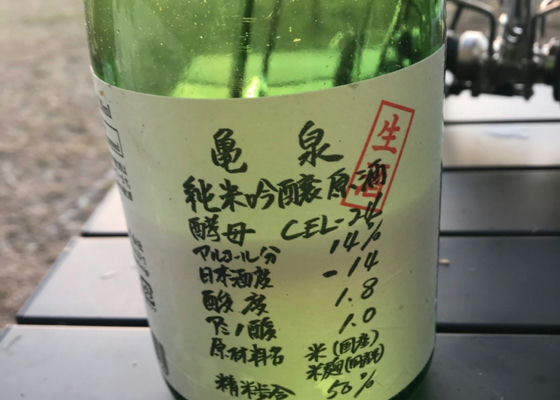 亀泉
生酒
純米吟醸原酒
酵母 CEL-24
アルコール分 14%
日本酒度 -14
酸度 1.8
アミノ酸 1.0
原材料名 米(国産)
米麹(国産米)
精米歩合 50%